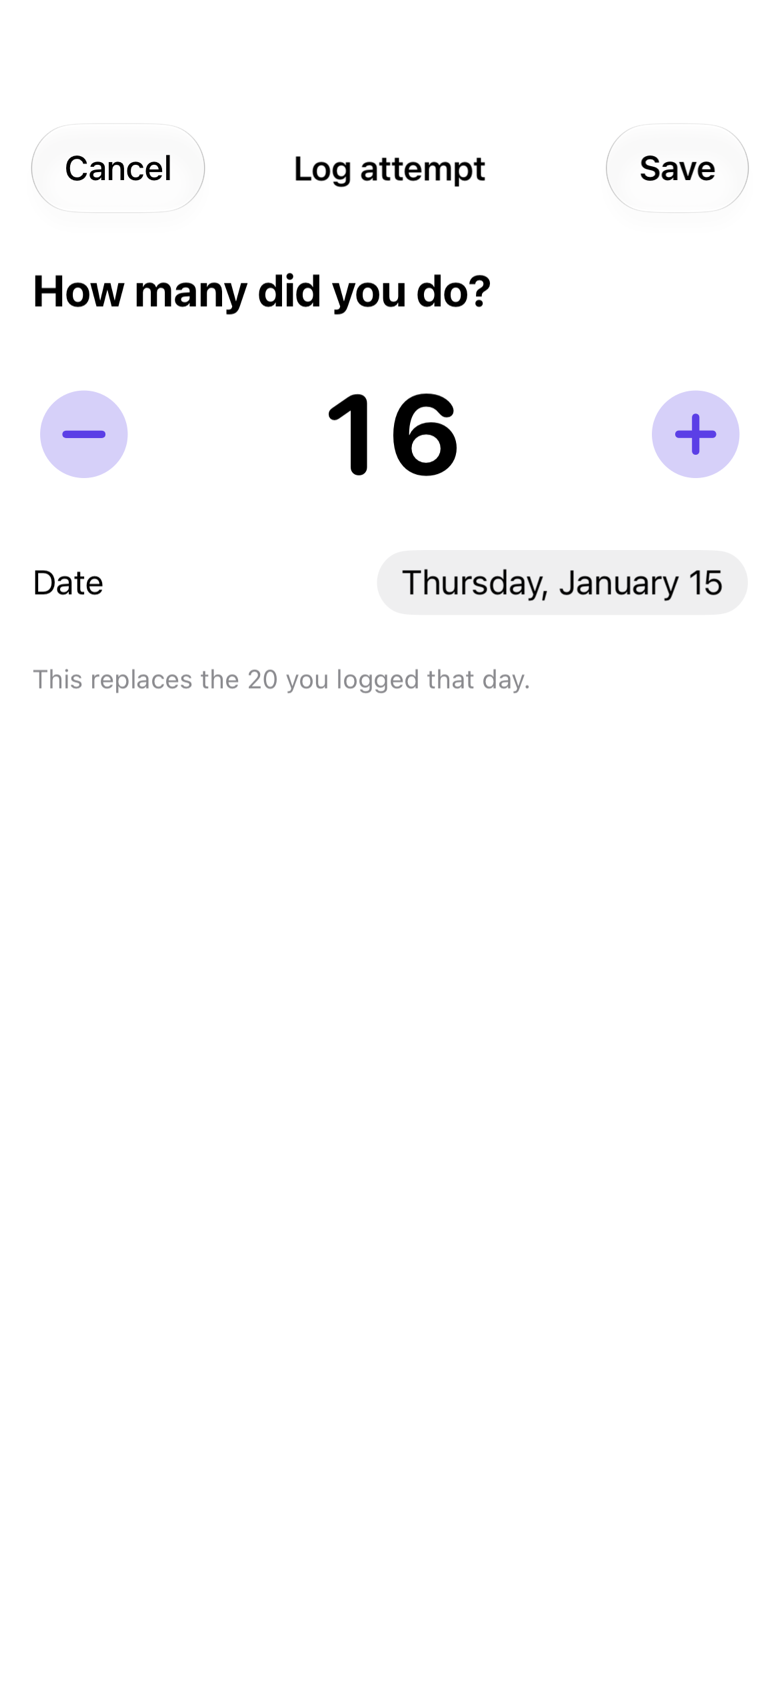 Cancel
Log attempt
Save
How many did you do?
16
Date
Thursday, January 15
This replaces the 20 you logged that day.